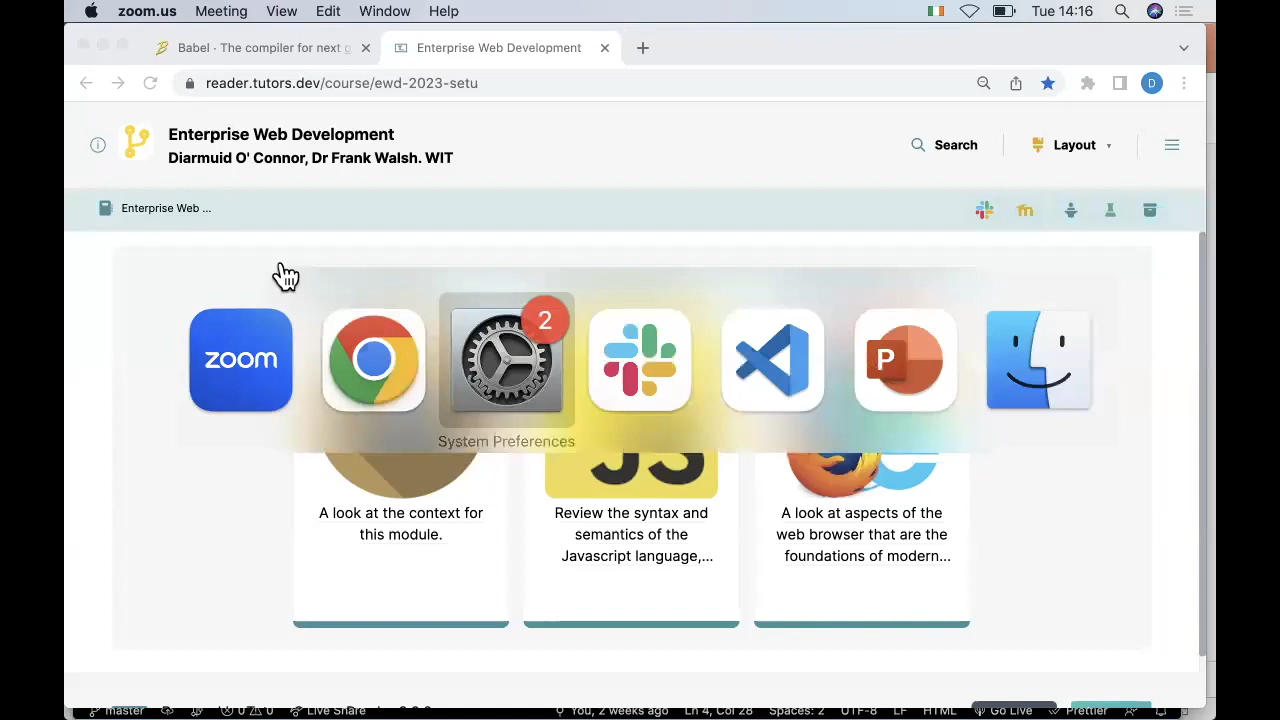 zoom.us Meeting View Edit Window Help Tue 14:16
Babel · The compiler for next g
Enterprise Web Development
reader.tutors.dev/course/ewd-2023-setu
D
Enterprise Web Development
Diarmuid O' Connor, Dr Frank Walsh. WIT
Search
Layout
Enterprise Web ...
zoom
2
P
System Preferences
JS
A look at the context for
this module.
Review the syntax and
semantics of the
Javascript language,...
A look at aspects of the
web browser that are the
foundations of modern...
master 0 0 Live Share You, 2 weeks ago Ln 4, Col 28 Spaces: 2 UTF-8 LF HTML Go Live Prettier